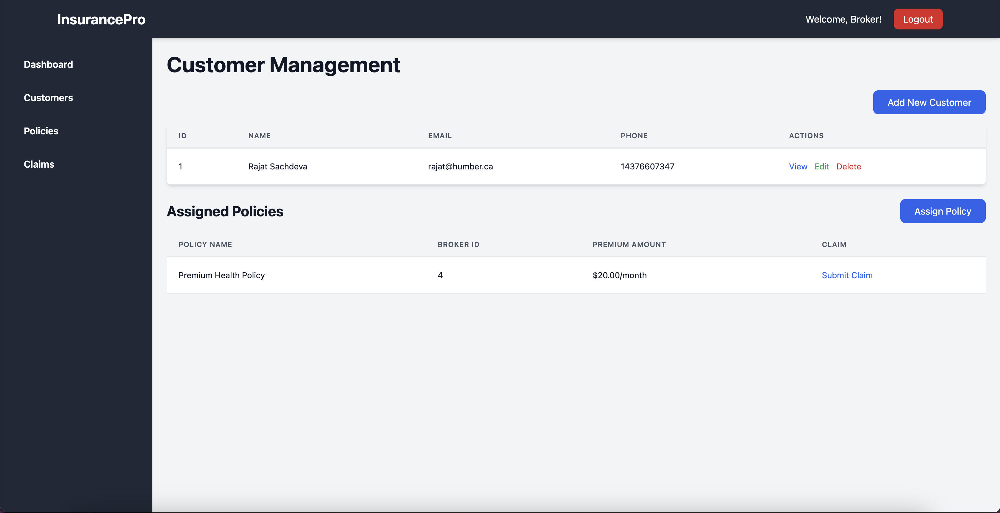 InsurancePro
Welcome, Broker! Logout
Dashboard
Customers
Policies
Claims
Customer Management
Add New Customer
ID NAME EMAIL PHONE ACTIONS
1 Rajat Sachdeva rajat@humber.ca 14376607347 View Edit Delete
Assigned Policies
Assign Policy
POLICY NAME BROKER ID PREMIUM AMOUNT CLAIM
Premium Health Policy 4 $20.00/month Submit Claim